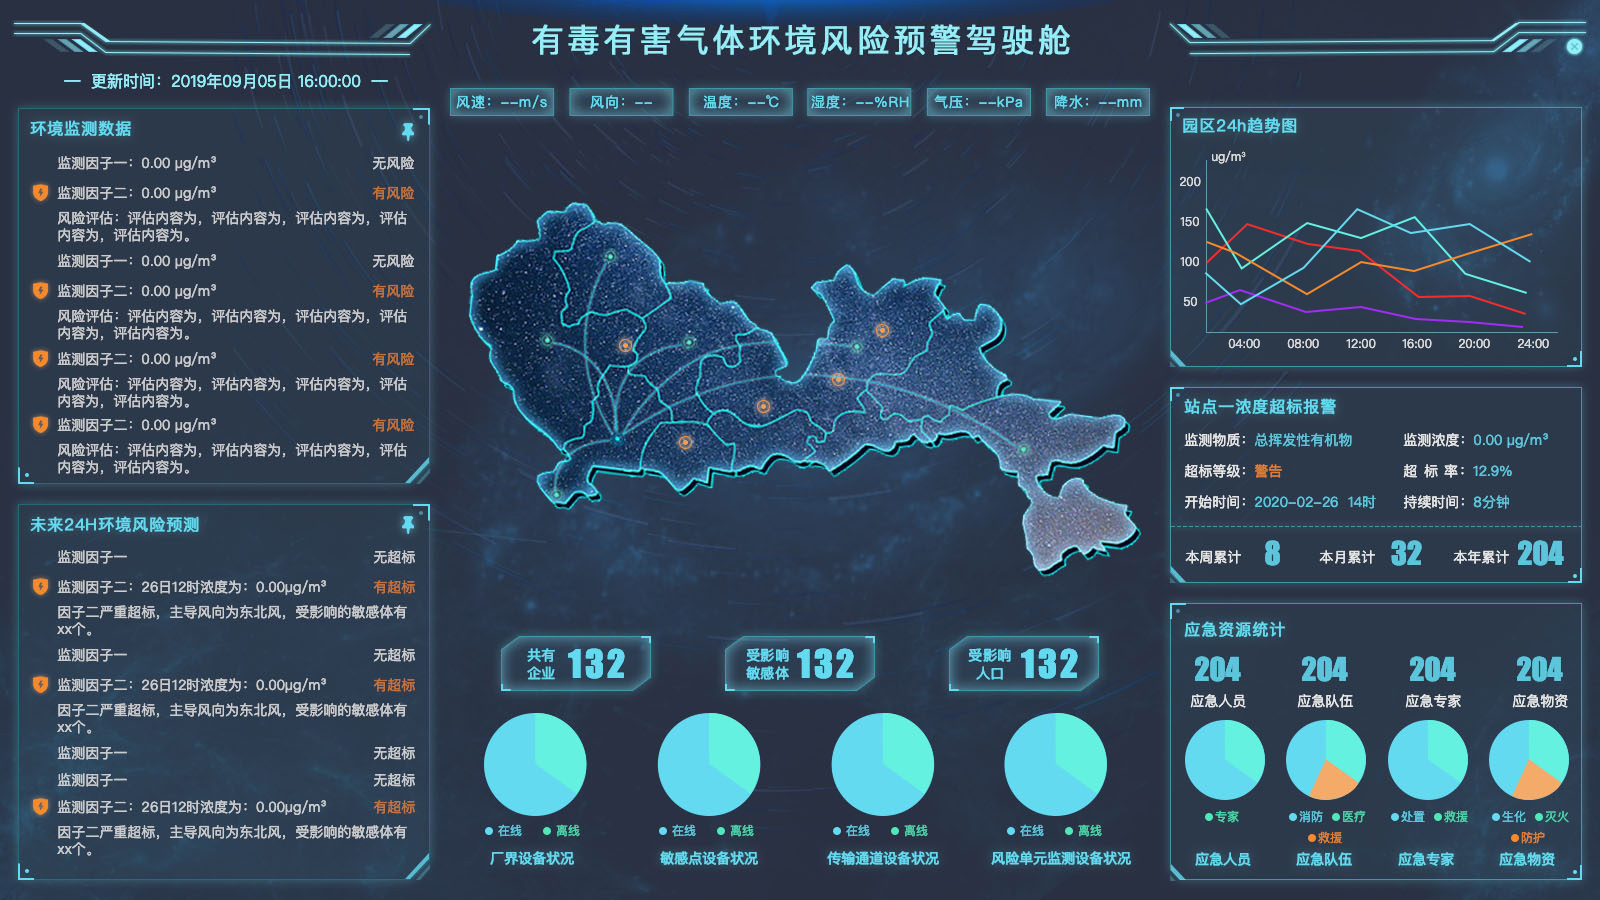 有毒有害气体环境风险预警驾驶舱
更新时间：2019年09月05日 16:00:00
风速：--m/s
风向：--
温度：--℃
湿度：--%RH
气压：--kPa
降水：--mm
环境监测数据
监测因子一：0.00 μg/m³ 无风险
监测因子二：0.00 μg/m³ 有风险
风险评估：评估内容为，评估内容为，评估内容为，评估
内容为，评估内容为。
监测因子一：0.00 μg/m³ 无风险
监测因子二：0.00 μg/m³ 有风险
风险评估：评估内容为，评估内容为，评估内容为，评估
内容为，评估内容为。
监测因子二：0.00 μg/m³ 有风险
风险评估：评估内容为，评估内容为，评估内容为，评估
内容为，评估内容为。
监测因子二：0.00 μg/m³ 有风险
风险评估：评估内容为，评估内容为，评估内容为，评估
内容为，评估内容为。
未来24H环境风险预测
监测因子一 无超标
监测因子二：26日12时浓度为：0.00μg/m³ 有超标
因子二严重超标，主导风向为东北风，受影响的敏感体有
xx个。
监测因子一 无超标
监测因子二：26日12时浓度为：0.00μg/m³ 有超标
因子二严重超标，主导风向为东北风，受影响的敏感体有
xx个。
监测因子一 无超标
监测因子一 无超标
监测因子二：26日12时浓度为：0.00μg/m³ 有超标
因子二严重超标，主导风向为东北风，受影响的敏感体有
xx个。
共有企业 132
受影响敏感体 132
受影响人口 132
在线 离线
厂界设备状况
在线 离线
敏感点设备状况
在线 离线
传输通道设备状况
在线 离线
风险单元监测设备状况
园区24h趋势图
ug/m³
200
150
100
50
04:00 08:00 12:00 16:00 20:00 24:00
站点一浓度超标报警
监测物质：总挥发性有机物 监测浓度：0.00 μg/m³
超标等级：警告 超 标 率：12.9%
开始时间：2020-02-26 14时 持续时间：8分钟
本周累计 8 本月累计 32 本年累计 204
应急资源统计
204 204 204 204
应急人员 应急队伍 应急专家 应急物资
专家
消防 医疗
救援
处置 救援
生化 灭火
防护
应急人员 应急队伍 应急专家 应急物资